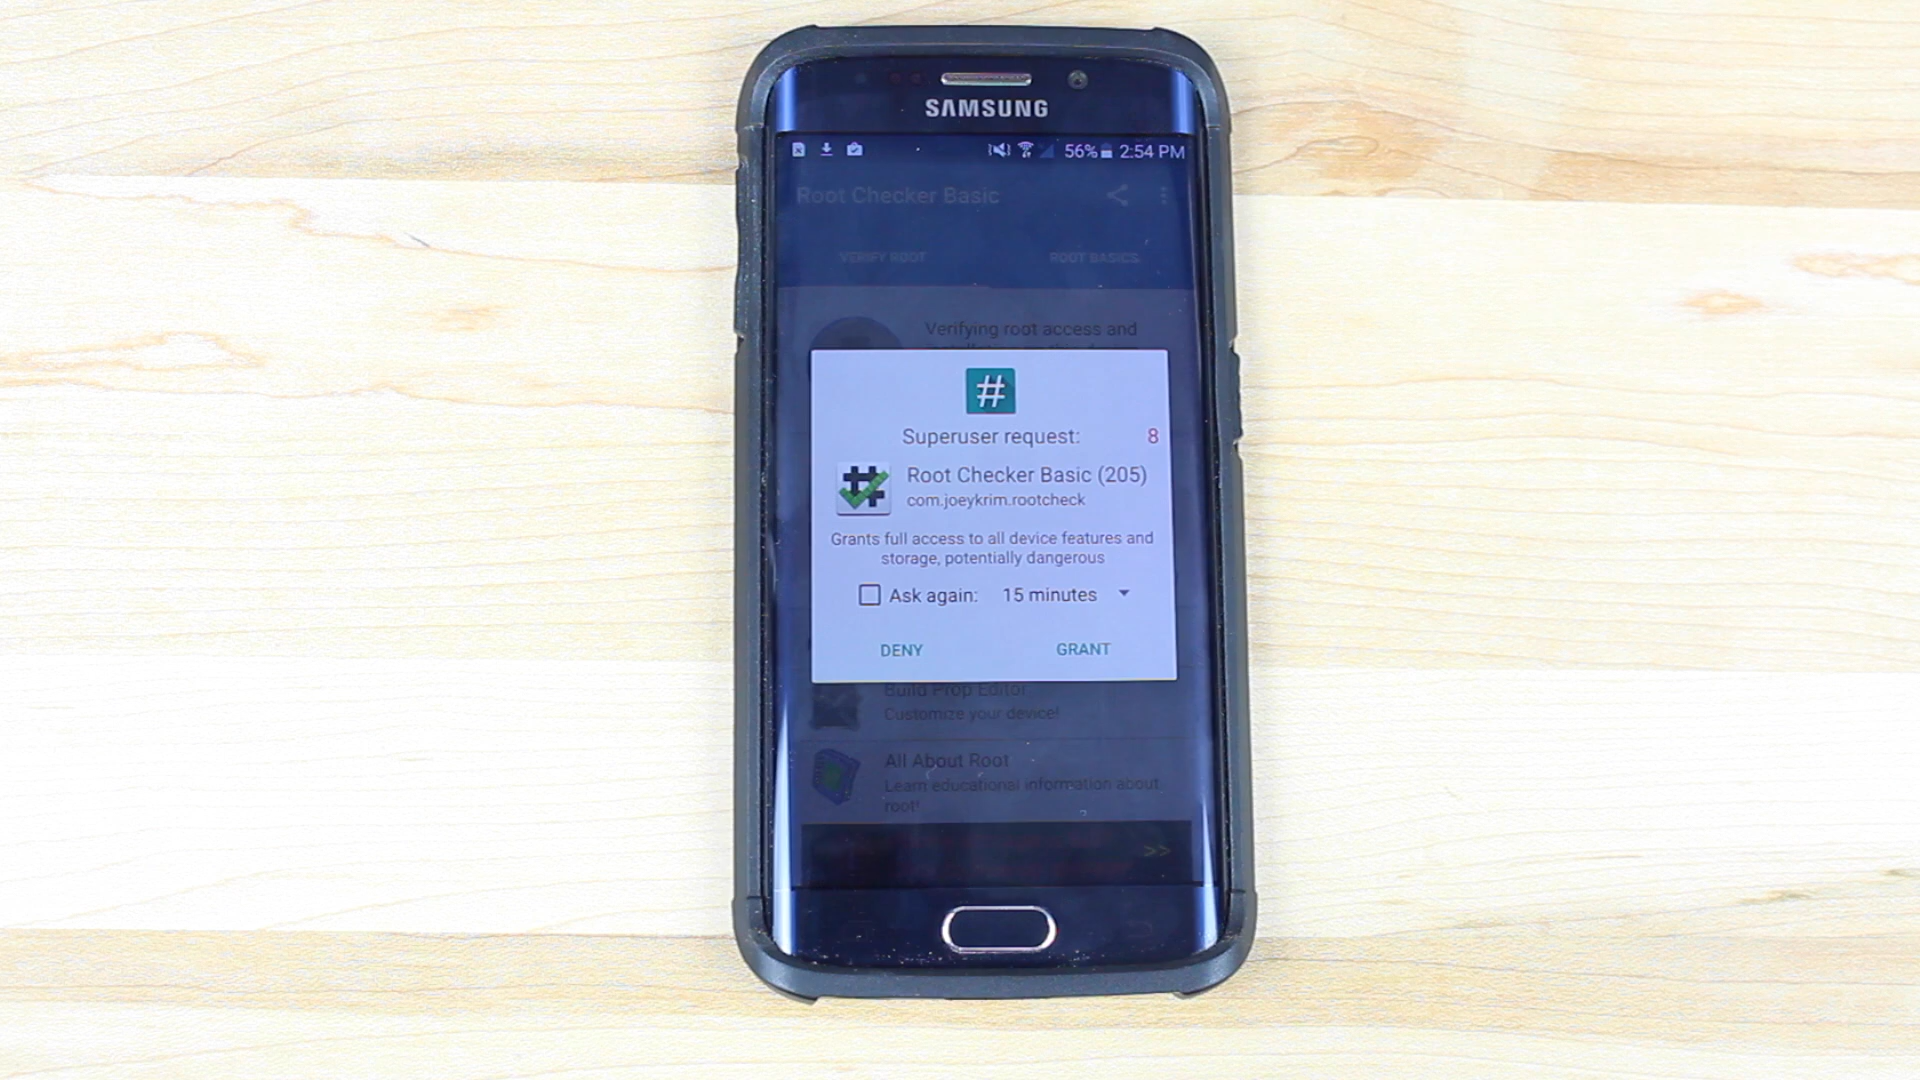 SAMSUNG
56% 2:54 PM
Root Checker Basic
VERIFY ROOT ROOT BASICS
Verifying root access and
#
Superuser request: 8
Root Checker Basic (205)
com.joeykrim.rootcheck
Grants full access to all device features and
storage, potentially dangerous
Ask again: 15 minutes
DENY GRANT
Build Prop Editor
Customize your device!
All About Root
Learn educational information about
root!
>>